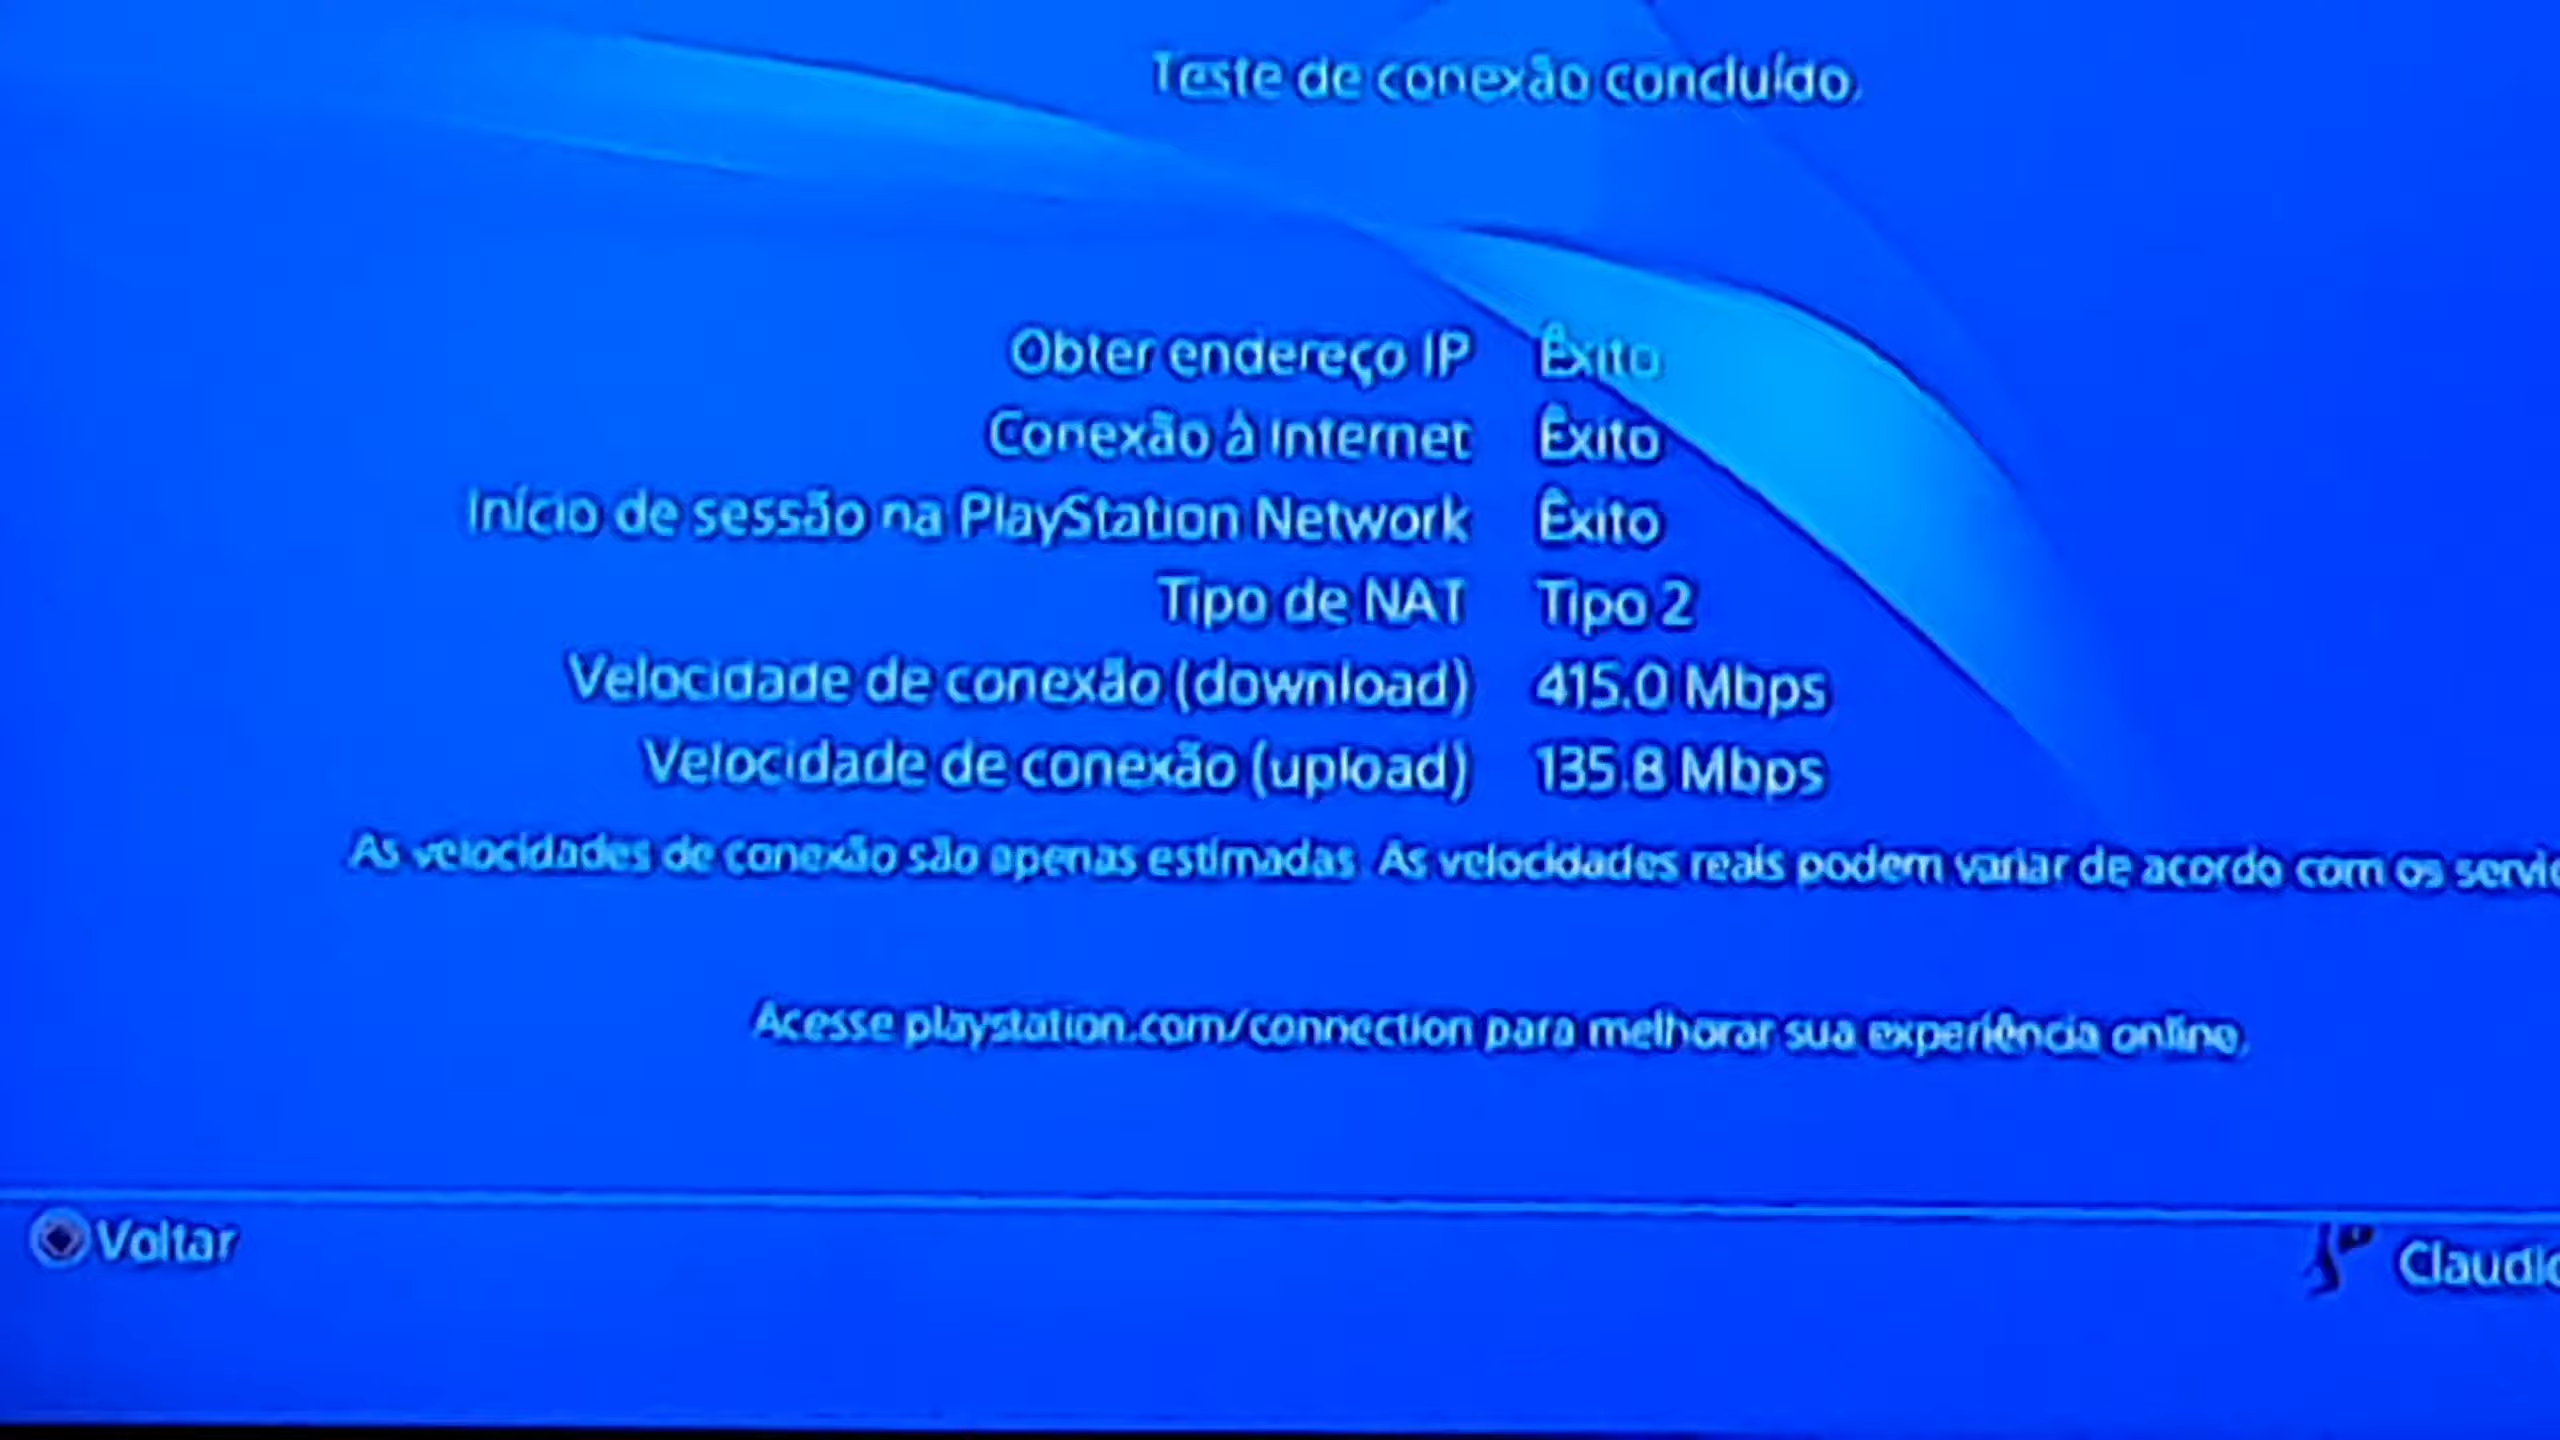 Teste de conexão concluído.
Obter endereço IP Êxito
Conexão à Internet Êxito
Início de sessão na PlayStation Network Êxito
Tipo de NAT Tipo 2
Velocidade de conexão (download) 415.0 Mbps
Velocidade de conexão (upload) 135.8 Mbps
As velocidades de conexão são apenas estimadas. As velocidades reais podem variar de acordo com os
Acesse playstation.com/connection para melhorar sua experiência online.
Voltar